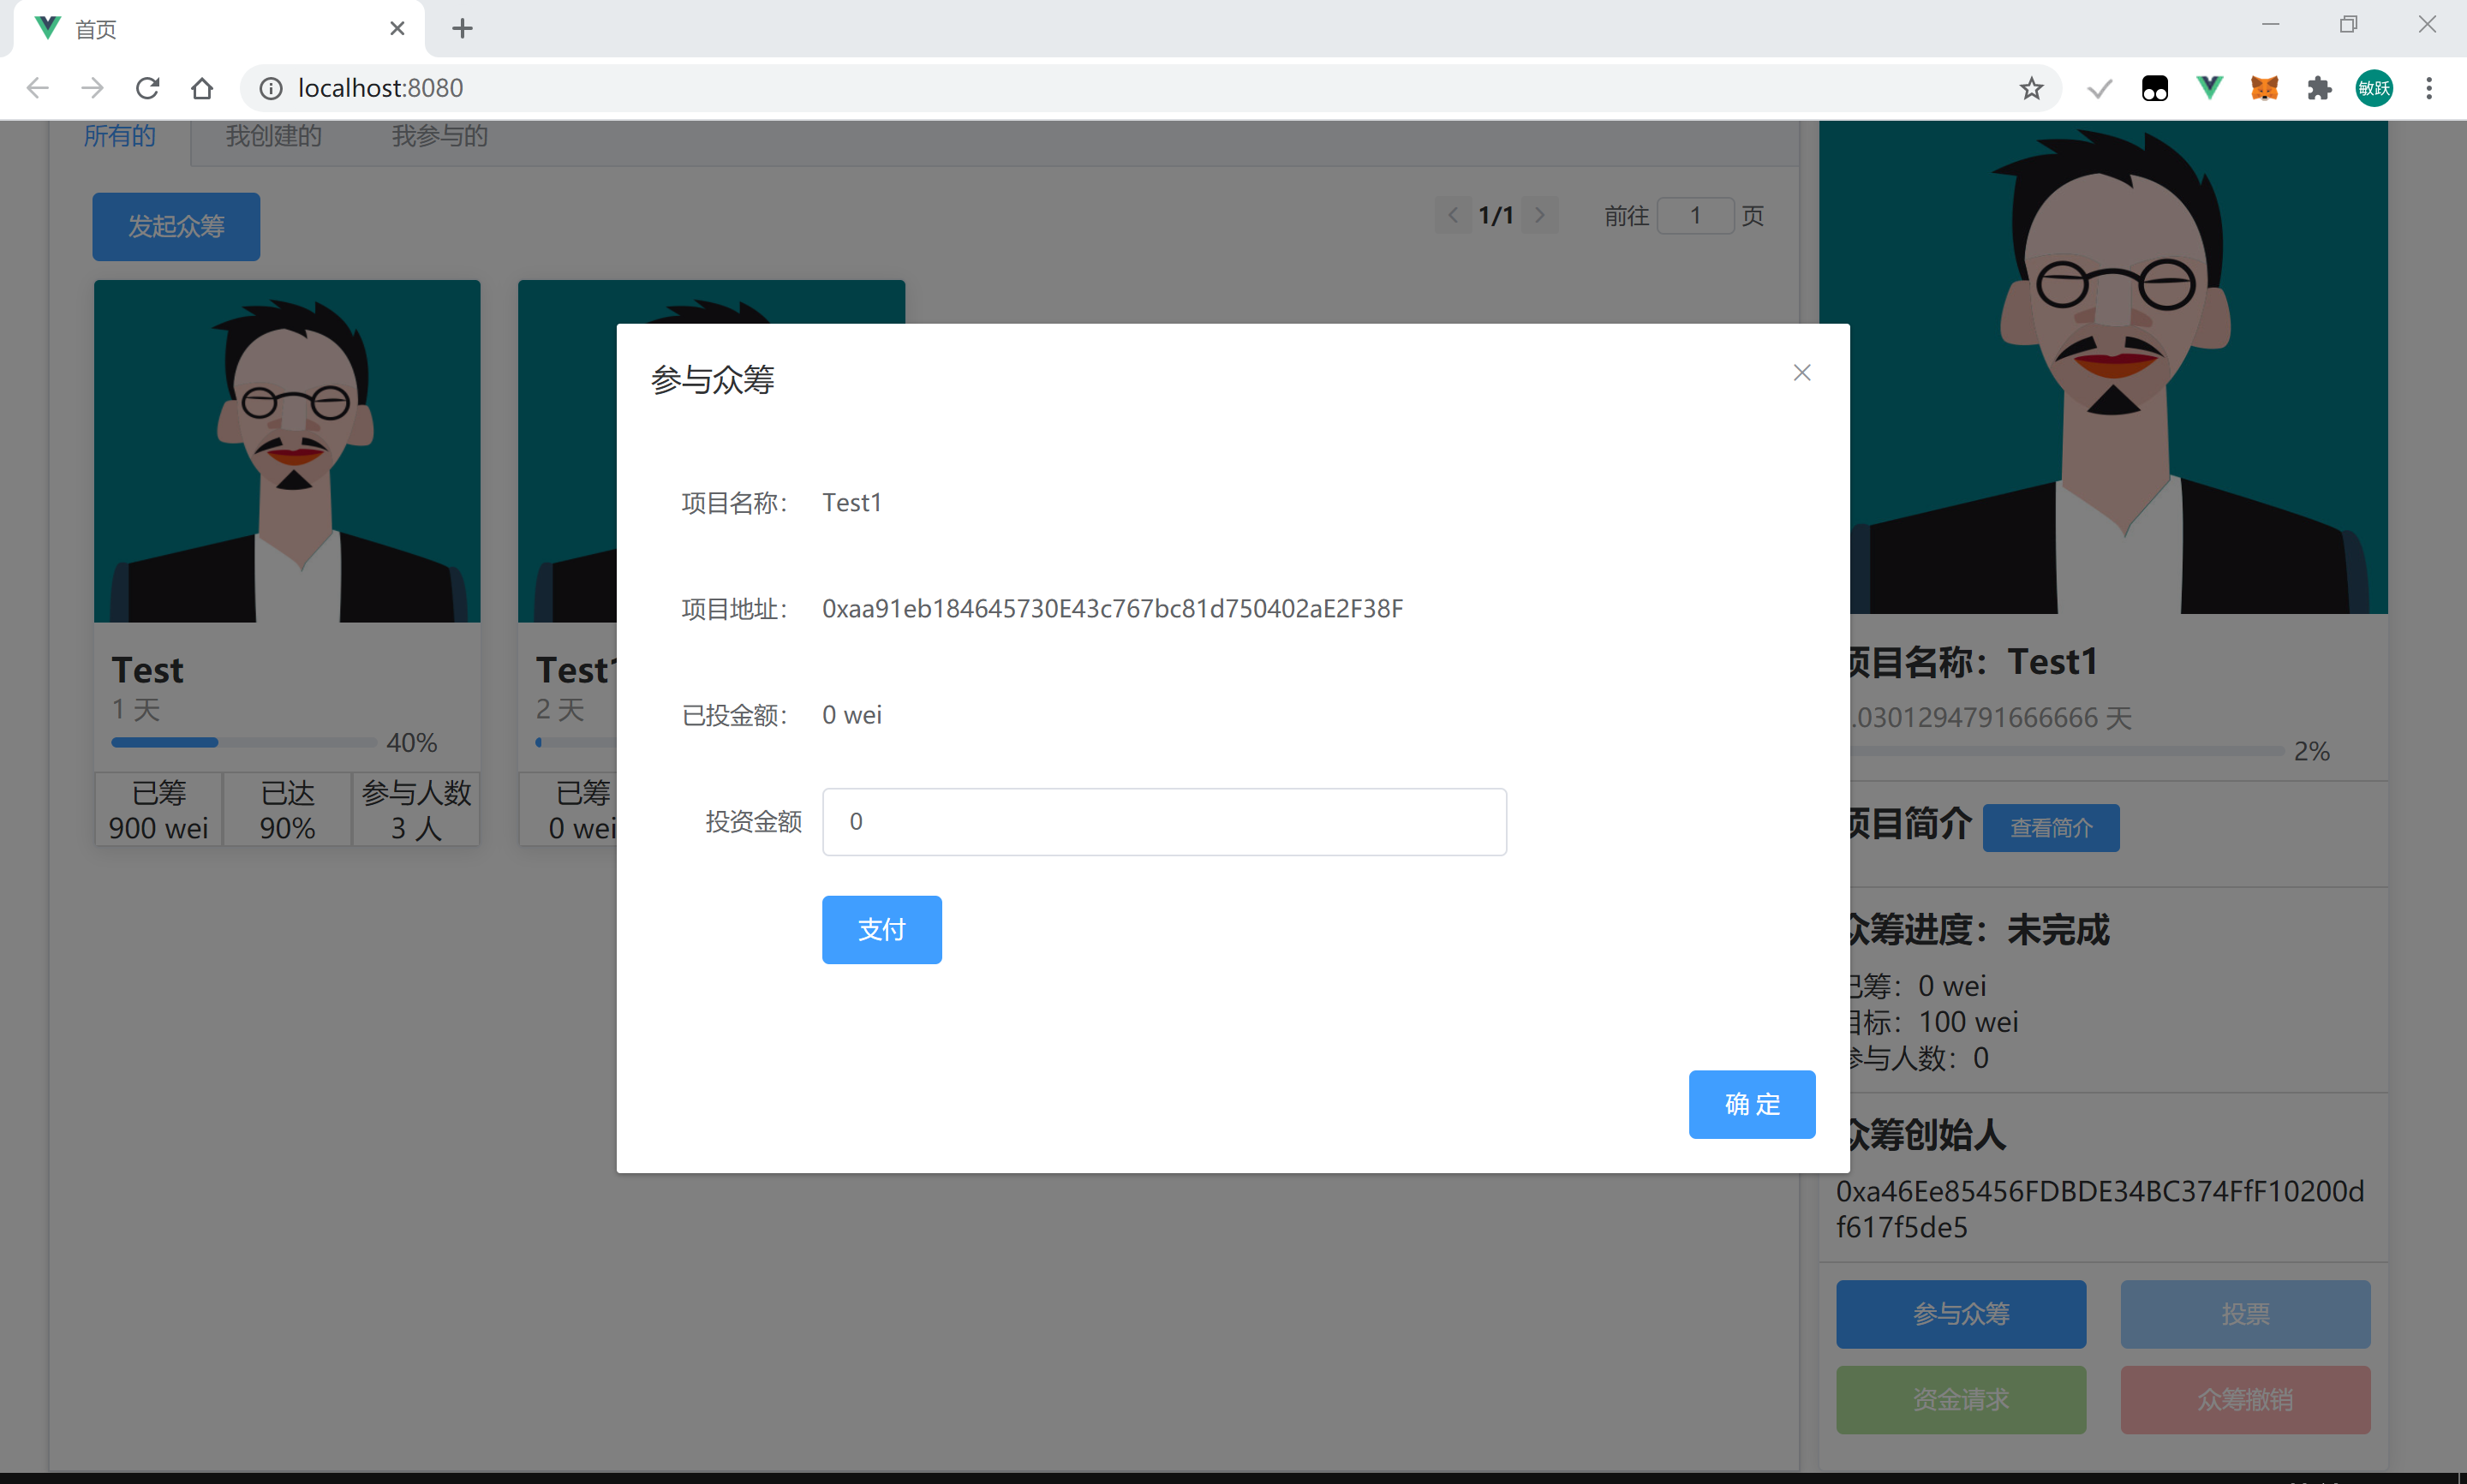 首页
localhost:8080
敏跃
所有的
我创建的
我参与的
发起众筹
1/1
前往 1 页
Test
1 天
40%
已筹 已达 参与人数
900 wei 90% 3 人
Test1
2 天
已筹
0 wei
参与众筹
项目名称： Test1
项目地址： 0xaa91eb184645730E43c767bc81d750402aE2F38F
已投金额： 0 wei
投资金额 0
支付
确 定
项目名称：Test1
.0301294791666666 天
2%
项目简介 查看简介
众筹进度：未完成
已筹：0 wei
目标：100 wei
参与人数：0
众筹创始人
0xa46Ee85456FDBDE34BC374FfF10200d
f617f5de5
参与众筹 投票
资金请求 众筹撤销